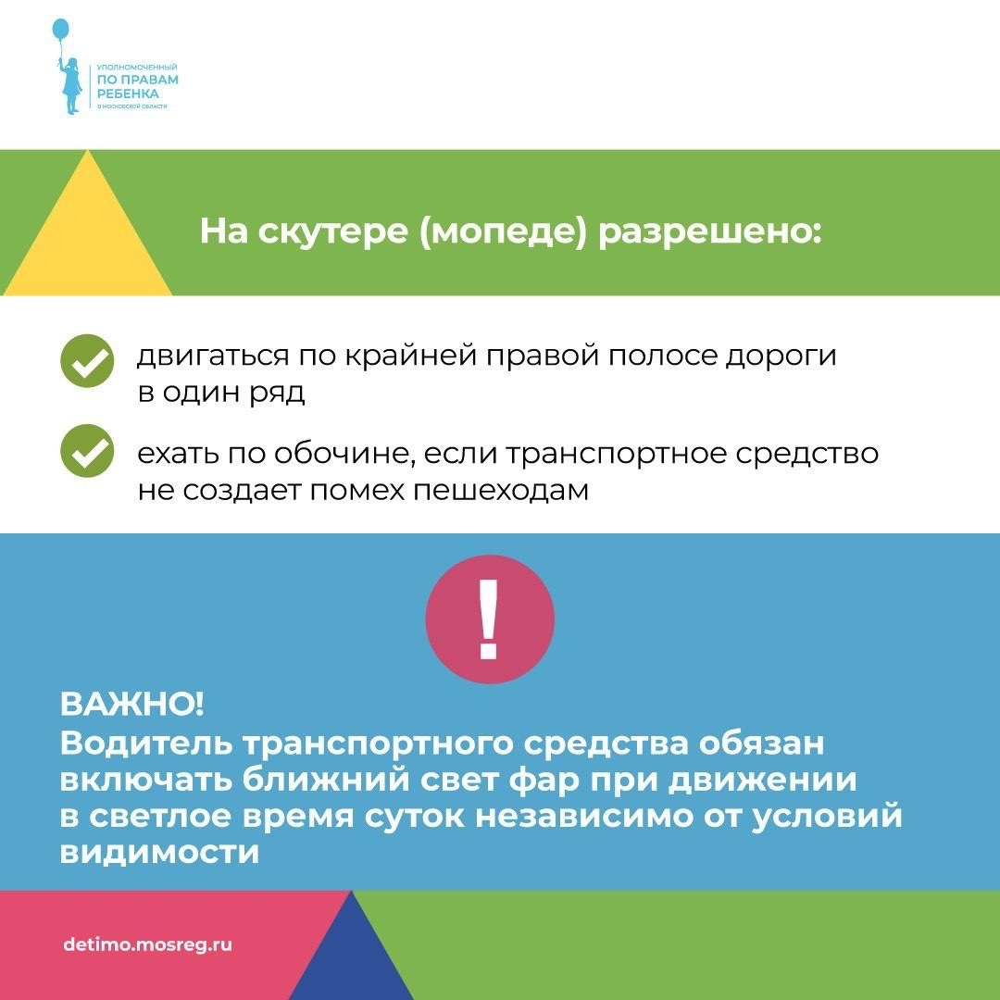 УПОЛНОМОЧЕННЫЙ
ПО ПРАВАМ
РЕБЕНКА
В МОСКОВСКОЙ ОБЛАСТИ
На скутере (мопеде) разрешено:
двигаться по крайней правой полосе дороги
в один ряд
ехать по обочине, если транспортное средство
не создает помех пешеходам
!
ВАЖНО!
Водитель транспортного средства обязан
включать ближний свет фар при движении
в светлое время суток независимо от условий
видимости
detimo.mosreg.ru